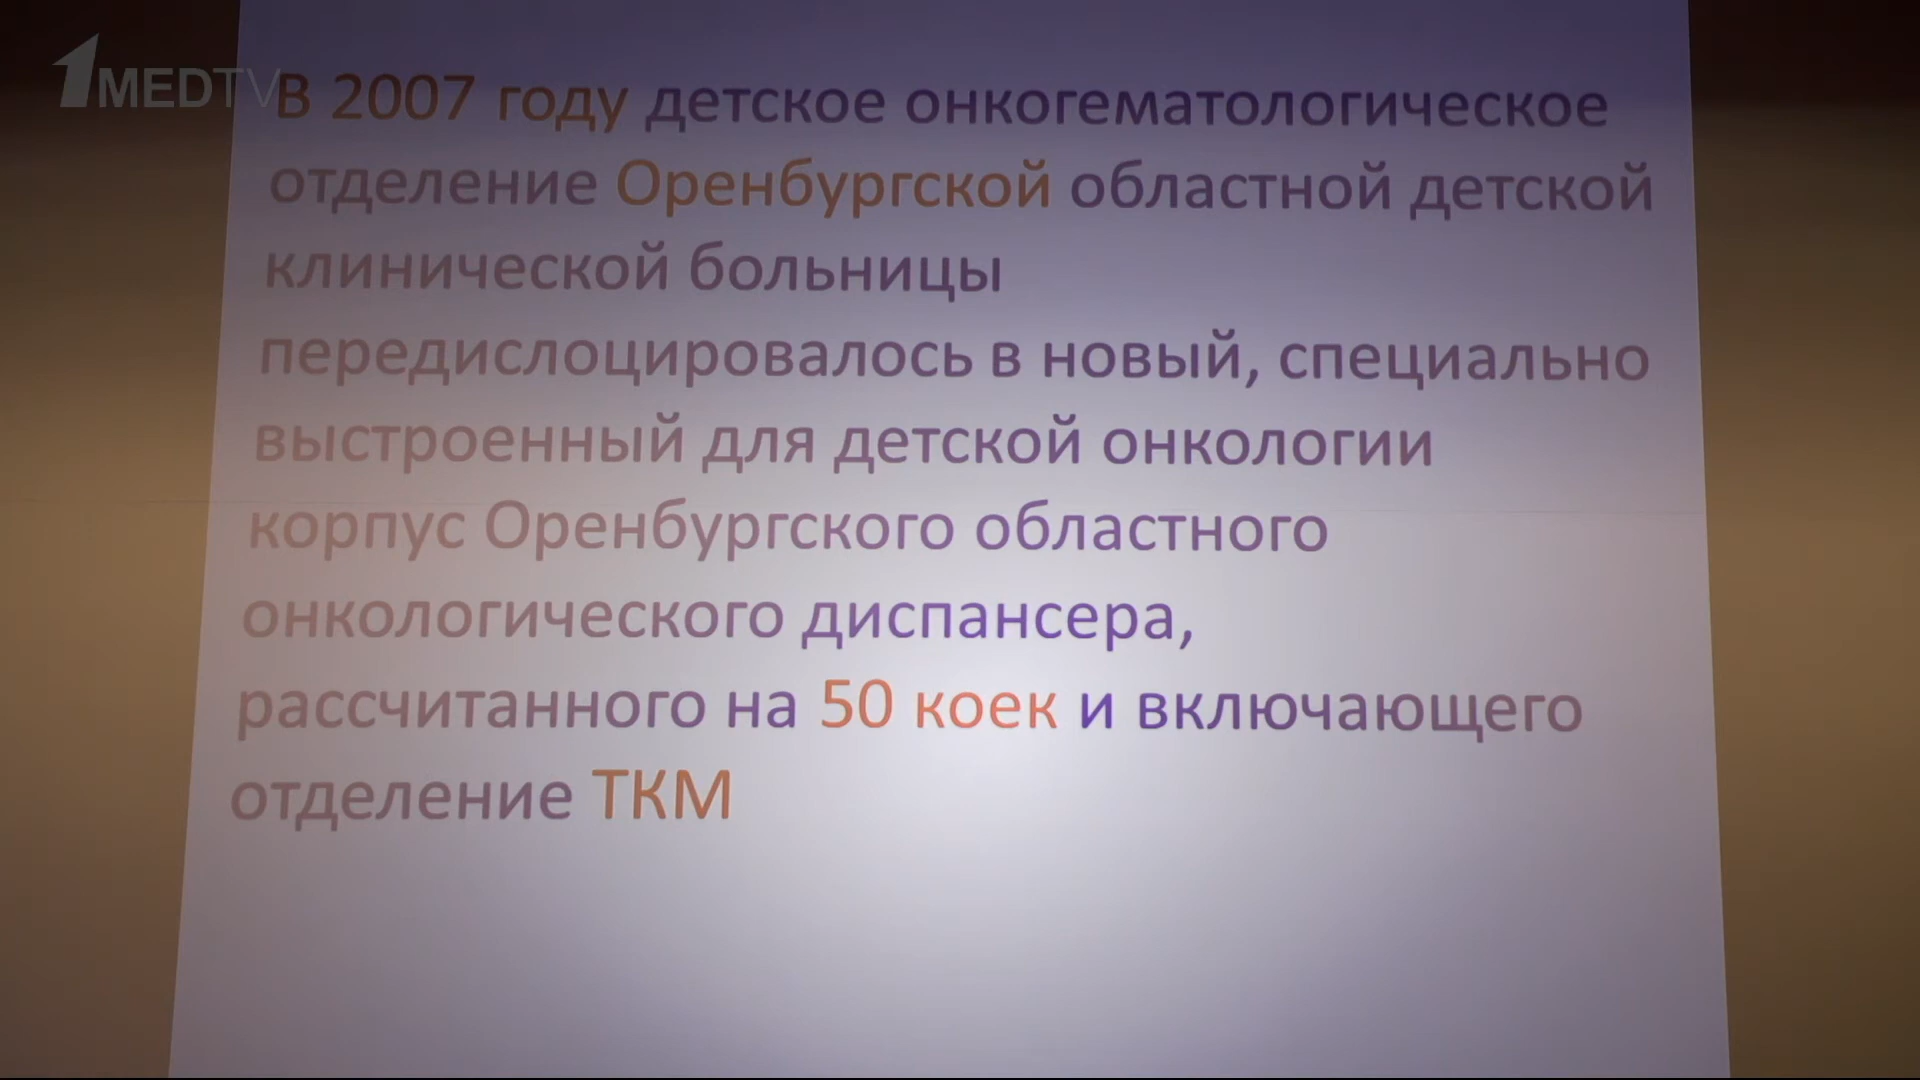 1MEDTV
В 2007 году детское онкогематологическое
отделение Оренбургской областной детской
клинической больницы
передислоцировалось в новый, специально
выстроенный для детской онкологии
корпус Оренбургского областного
онкологического диспансера,
рассчитанного на 50 коек и включающего
отделение ТКМ